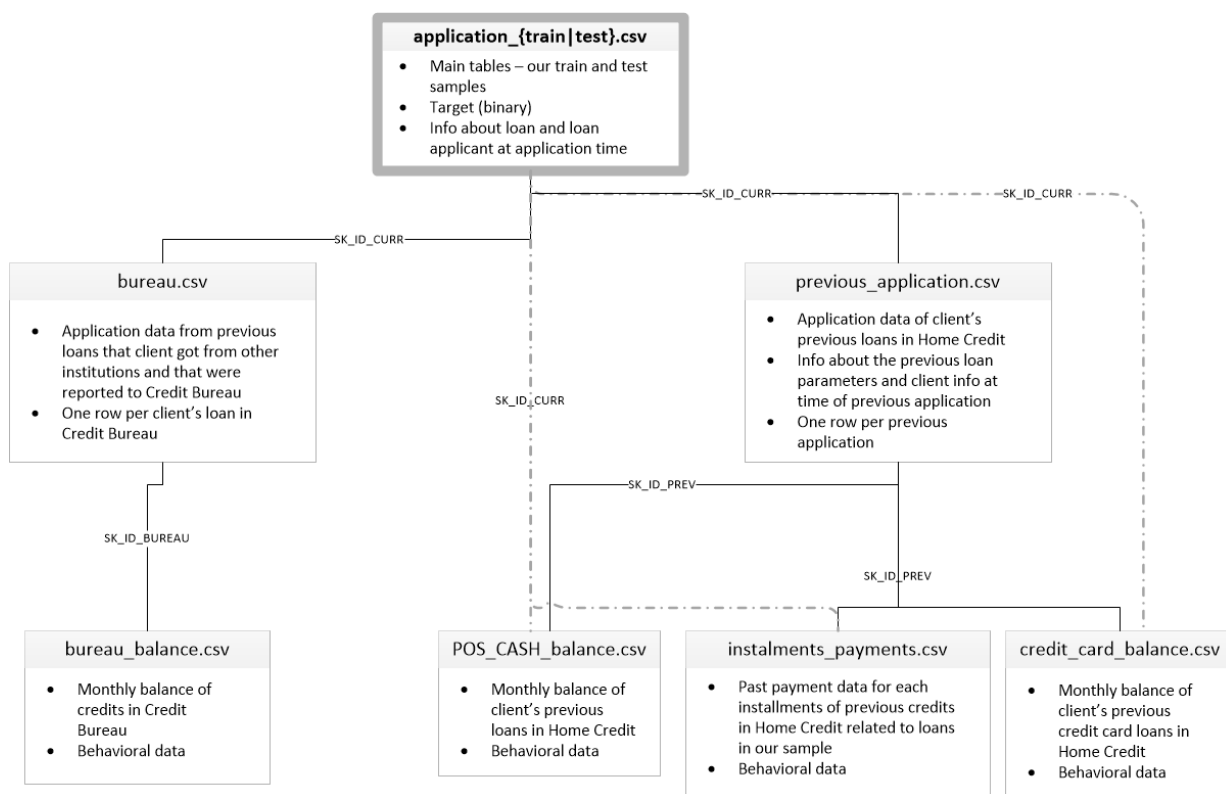 application_{train|test}.csv
• Main tables – our train and test
samples
• Target (binary)
• Info about loan and loan
applicant at application time
SK_ID_CURR
SK_ID_CURR
SK_ID_CURR
bureau.csv
• Application data from previous
loans that client got from other
institutions and that were
reported to Credit Bureau
• One row per client’s loan in
Credit Bureau
previous_application.csv
• Application data of client’s
previous loans in Home Credit
• Info about the previous loan
parameters and client info at
time of previous application
• One row per previous
application
SK_ID_CURR
SK_ID_PREV
SK_ID_BUREAU
SK_ID_PREV
bureau_balance.csv
• Monthly balance of
credits in Credit
Bureau
• Behavioral data
POS_CASH_balance.csv
• Monthly balance of
client’s previous
loans in Home Credit
• Behavioral data
instalments_payments.csv
• Past payment data for each
installments of previous credits
in Home Credit related to loans
in our sample
• Behavioral data
credit_card_balance.csv
• Monthly balance of
client’s previous
credit card loans in
Home Credit
• Behavioral data